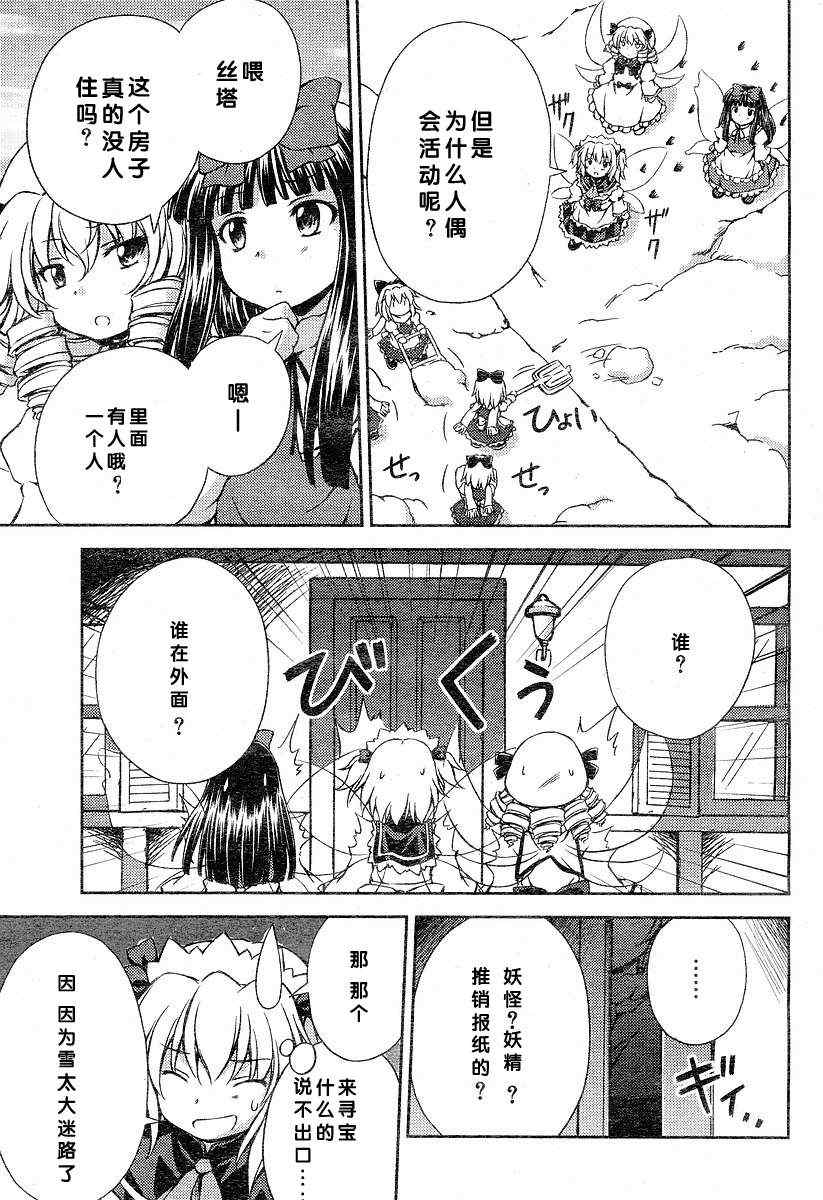 但是
为什么人偶
会活动呢？
ザッ
ザク
ひょい
せっ
せっ
喂
丝塔
这个房子
真的没人
住吗？
嗯ー
里面
有人哦？
一个人
谁？
びくぅ
谁在外面？
……
妖怪？妖精？
推销报纸的？
ギィ..
那 那个
来寻宝
什么的
说不出口……
因 因为雪太大迷路了